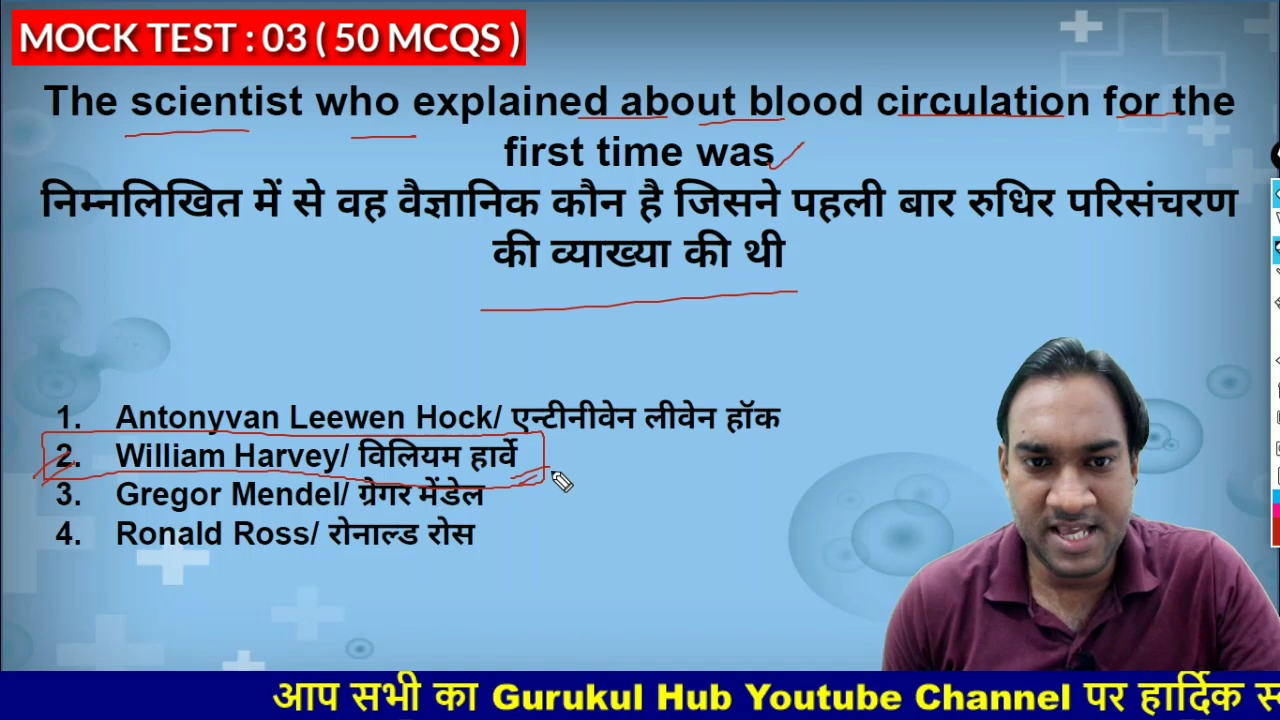 MOCK TEST : 03 ( 50 MCQS )
The scientist who explained about blood circulation for the
first time was
निम्नलिखित में से वह वैज्ञानिक कौन है जिसने पहली बार रुधिर परिसंचरण
की व्याख्या की थी
1. Antonyvan Leewen Hock/ एन्टीनीवेन लीवेन हॉक
2. William Harvey/ विलियम हार्वे
3. Gregor Mendel/ ग्रेगर मेंडेल
4. Ronald Ross/ रोनाल्ड रोस
आप सभी का Gurukul Hub Youtube Channel पर हार्दिक